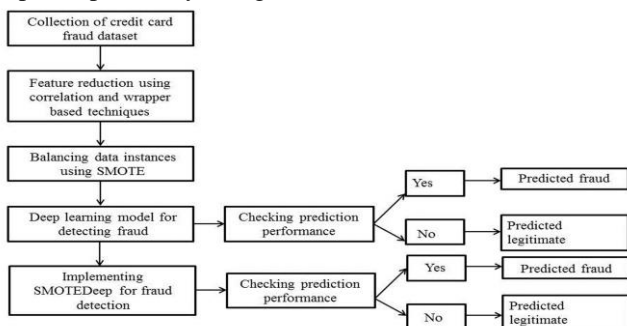 Collection of credit card
fraud dataset
Feature reduction using
correlation and wrapper
based techniques
Balancing data instances
using SMOTE
Deep learning model for
detecting fraud
Checking prediction
performance
Yes
Predicted fraud
No
Predicted
legitimate
Implementing
SMOTEDeep for fraud
detection
Checking prediction
performance
Yes
Predicted fraud
No
Predicted
legitimate